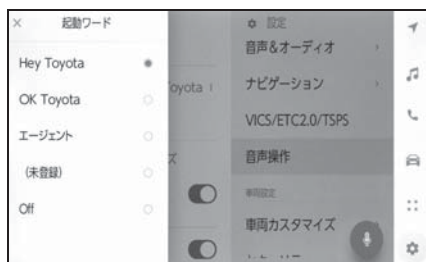 × 起動ワード
Hey Toyota
OK Toyota
エージェント
(未登録)
Off
oyota
ズ
設定
音声&オーディオ
ナビゲーション
VICS/ETC2.0/TSPS
音声操作
車両設定
車両カスタマイズ